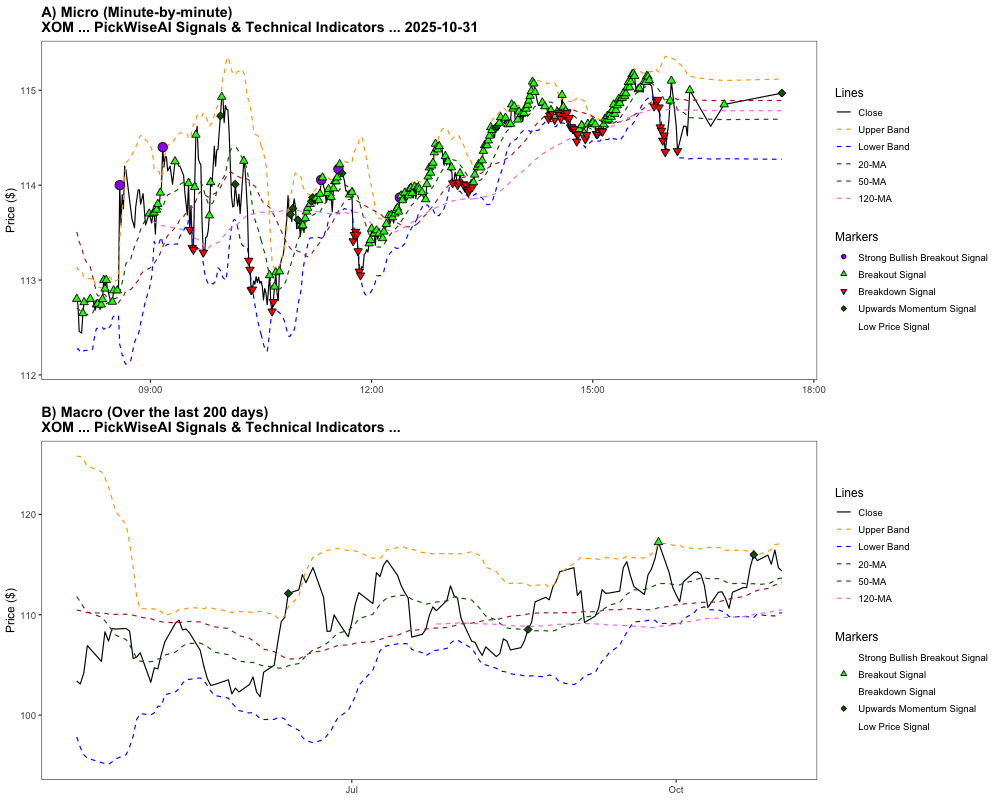 A) Micro (Minute-by-minute)
XOM ... PickWiseAI Signals & Technical Indicators ... 2025-10-31
Price ($)
115
114
113
112
09:00
12:00
15:00
18:00
Lines
Close
Upper Band
Lower Band
20-MA
50-MA
120-MA
Markers
Strong Bullish Breakout Signal
Breakout Signal
Breakdown Signal
Upwards Momentum Signal
Low Price Signal
B) Macro (Over the last 200 days)
XOM ... PickWiseAI Signals & Technical Indicators ...
Price ($)
120
110
100
Jul
Oct
Lines
Close
Upper Band
Lower Band
20-MA
50-MA
120-MA
Markers
Strong Bullish Breakout Signal
Breakout Signal
Breakdown Signal
Upwards Momentum Signal
Low Price Signal